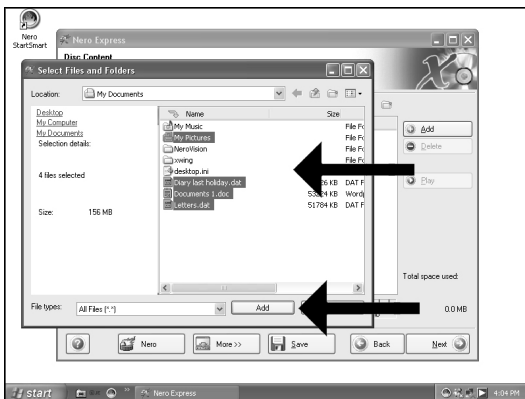 Nero
StartSmart
Nero Express
Disc Content
Select Files and Folders
Location:
My Documents
Desktop
My Computer
My Documents
Selection details:
4 files selected
Size: 156 MB
Name Size
My Music File Fo
My Pictures File Fo
NeroVision File Fo
xwing File Fo
desktop.ini
Diary last holiday.dat 26 KB DAT F
Documents 1.doc KB Wordp
Letters.dat 51784 KB DAT F
File types: All Files (*.*)
Add
Add
Delete
Play
Total space used:
0.0 MB
Nero
More >>
Save
Back
Next
start
Nero Express
4:04 PM